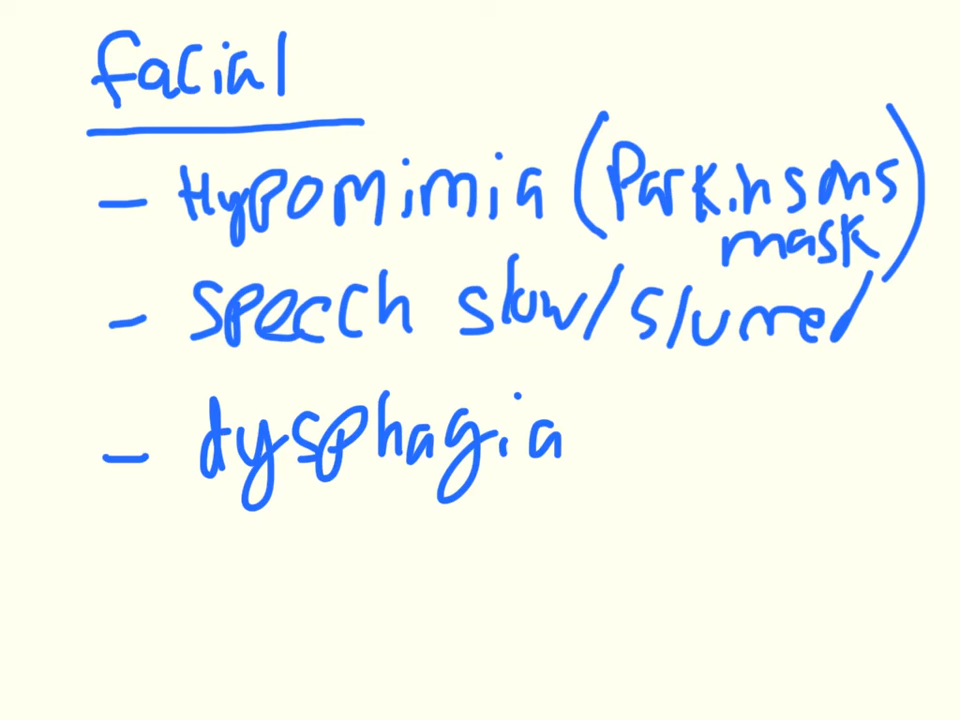 facial
- Hypomimia (Parkinsons
mask)
- speech slow/slurred
- dysphagia